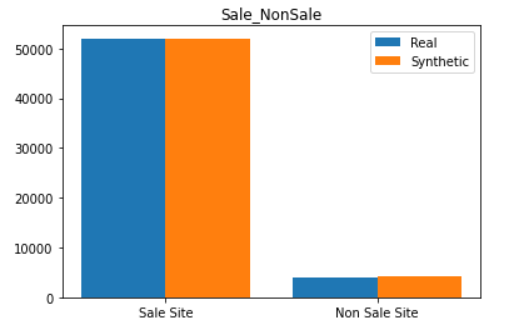 Sale_NonSale
Real
Synthetic
50000
40000
30000
20000
10000
0
Sale Site
Non Sale Site